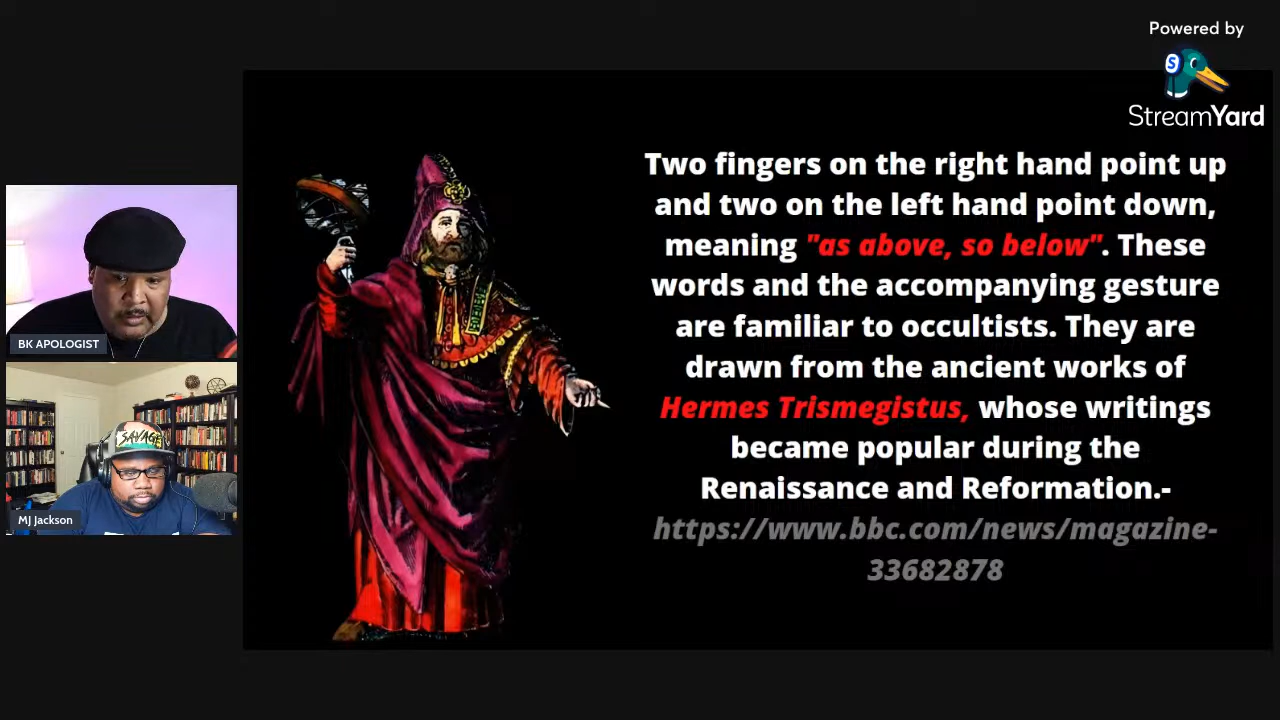 Powered by
StreamYard
Two fingers on the right hand point up
and two on the left hand point down,
meaning "as above, so below". These
words and the accompanying gesture
are familiar to occultists. They are
drawn from the ancient works of
Hermes Trismegistus, whose writings
became popular during the
Renaissance and Reformation.-
https://www.bbc.com/news/magazine-
33682878
BK APOLOGIST
SAVAGE
MJ Jackson